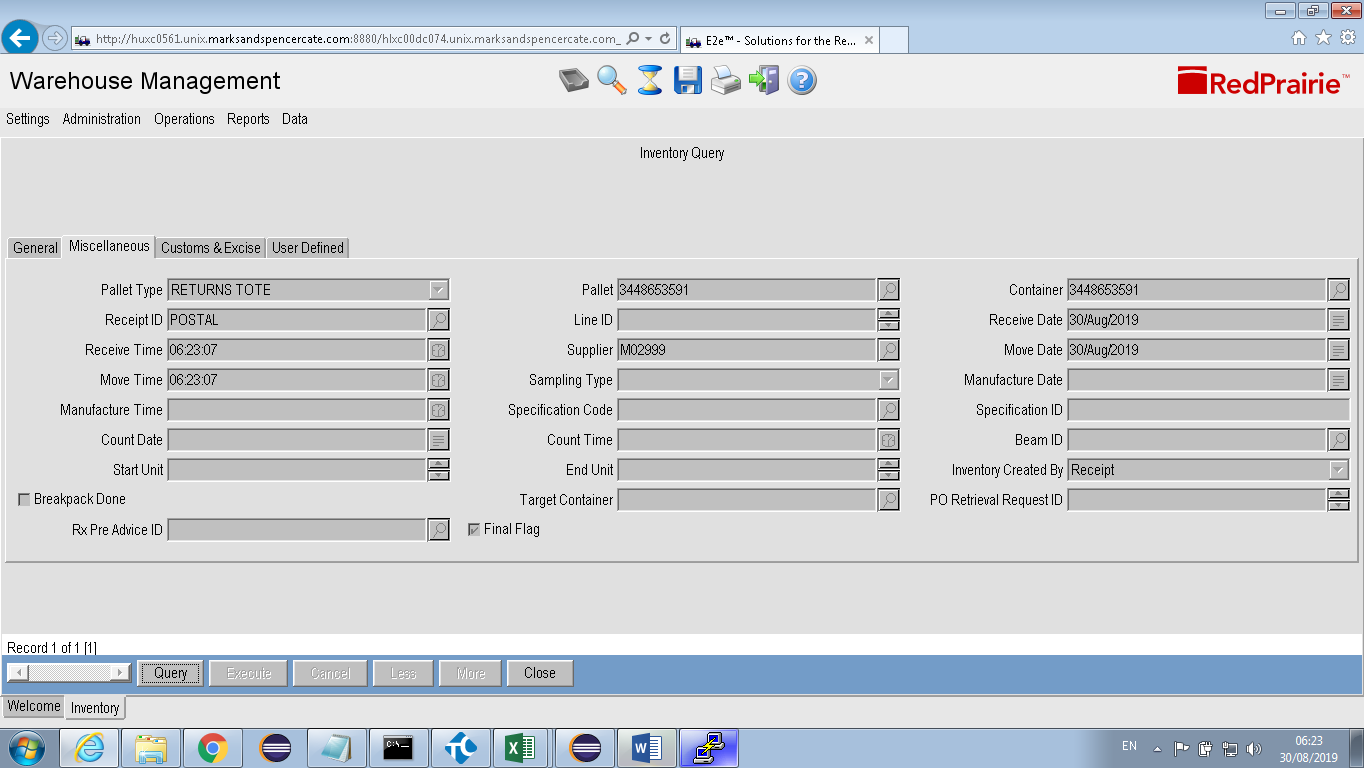 http://huxc0561.unix.marksandspencercate.com:8880/hlxc00dc074.unix.marksandspencercate.com_
E2e™ - Solutions for the Re...
Warehouse Management
RedPrairie™
Settings Administration Operations Reports Data
Inventory Query
General Miscellaneous Customs & Excise User Defined
Pallet Type RETURNS TOTE Pallet 3448653591 Container 3448653591
Receipt ID POSTAL Line ID Receive Date 30/Aug/2019
Receive Time 06:23:07 Supplier M02999 Move Date 30/Aug/2019
Move Time 06:23:07 Sampling Type Manufacture Date
Manufacture Time Specification Code Specification ID
Count Date Count Time Beam ID
Start Unit End Unit Inventory Created By Receipt
Breakpack Done Target Container PO Retrieval Request ID
Rx Pre Advice ID Final Flag
Record 1 of 1 [1]
Query Execute Cancel Less More Close
Welcome Inventory
C:\_
EN 06:23
30/08/2019